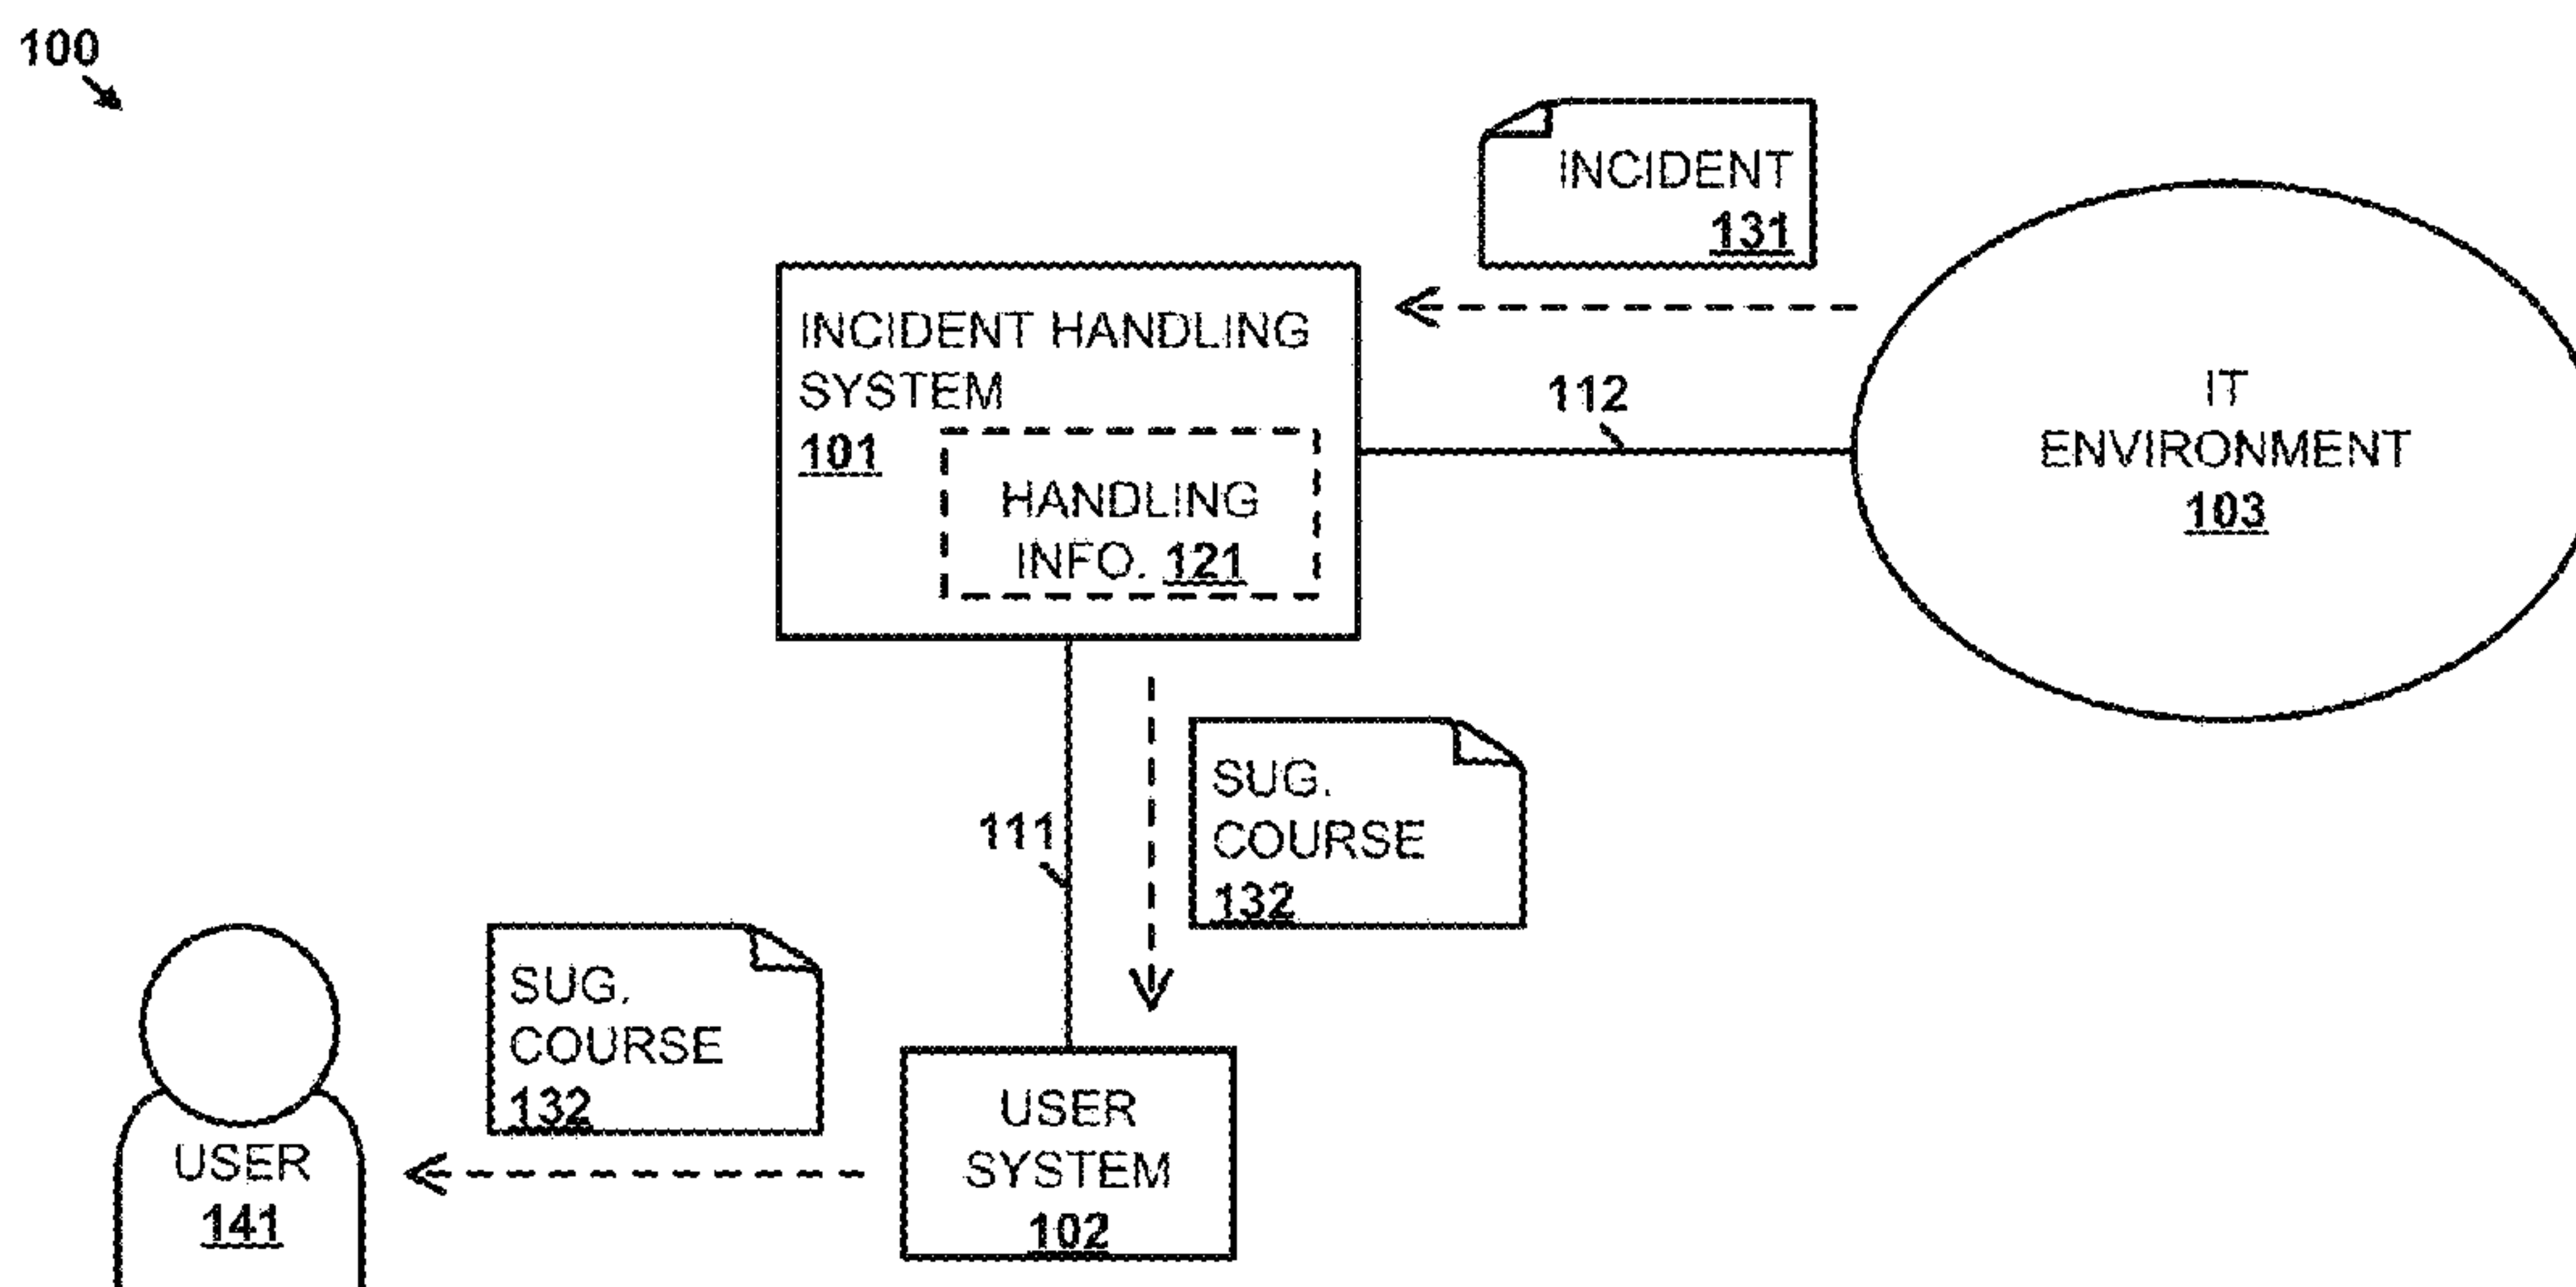 100
INCIDENT
131
INCIDENT HANDLING
SYSTEM
101
HANDLING
INFO. 121
112
IT
ENVIRONMENT
103
111
SUG.
COURSE
132
SUG.
COURSE
132
USER
SYSTEM
102
USER
141